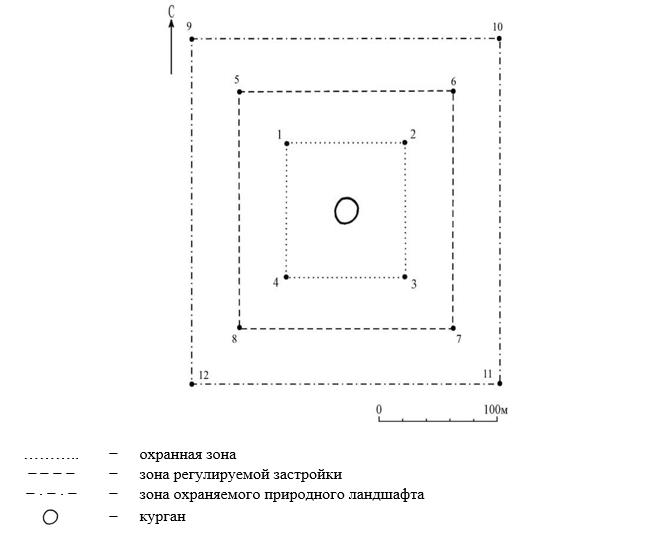 С
9
10
5
6
1
2
4
3
8
7
12
11
0
100м
– охранная зона
– зона регулируемой застройки
– зона охраняемого природного ландшафта
– курган